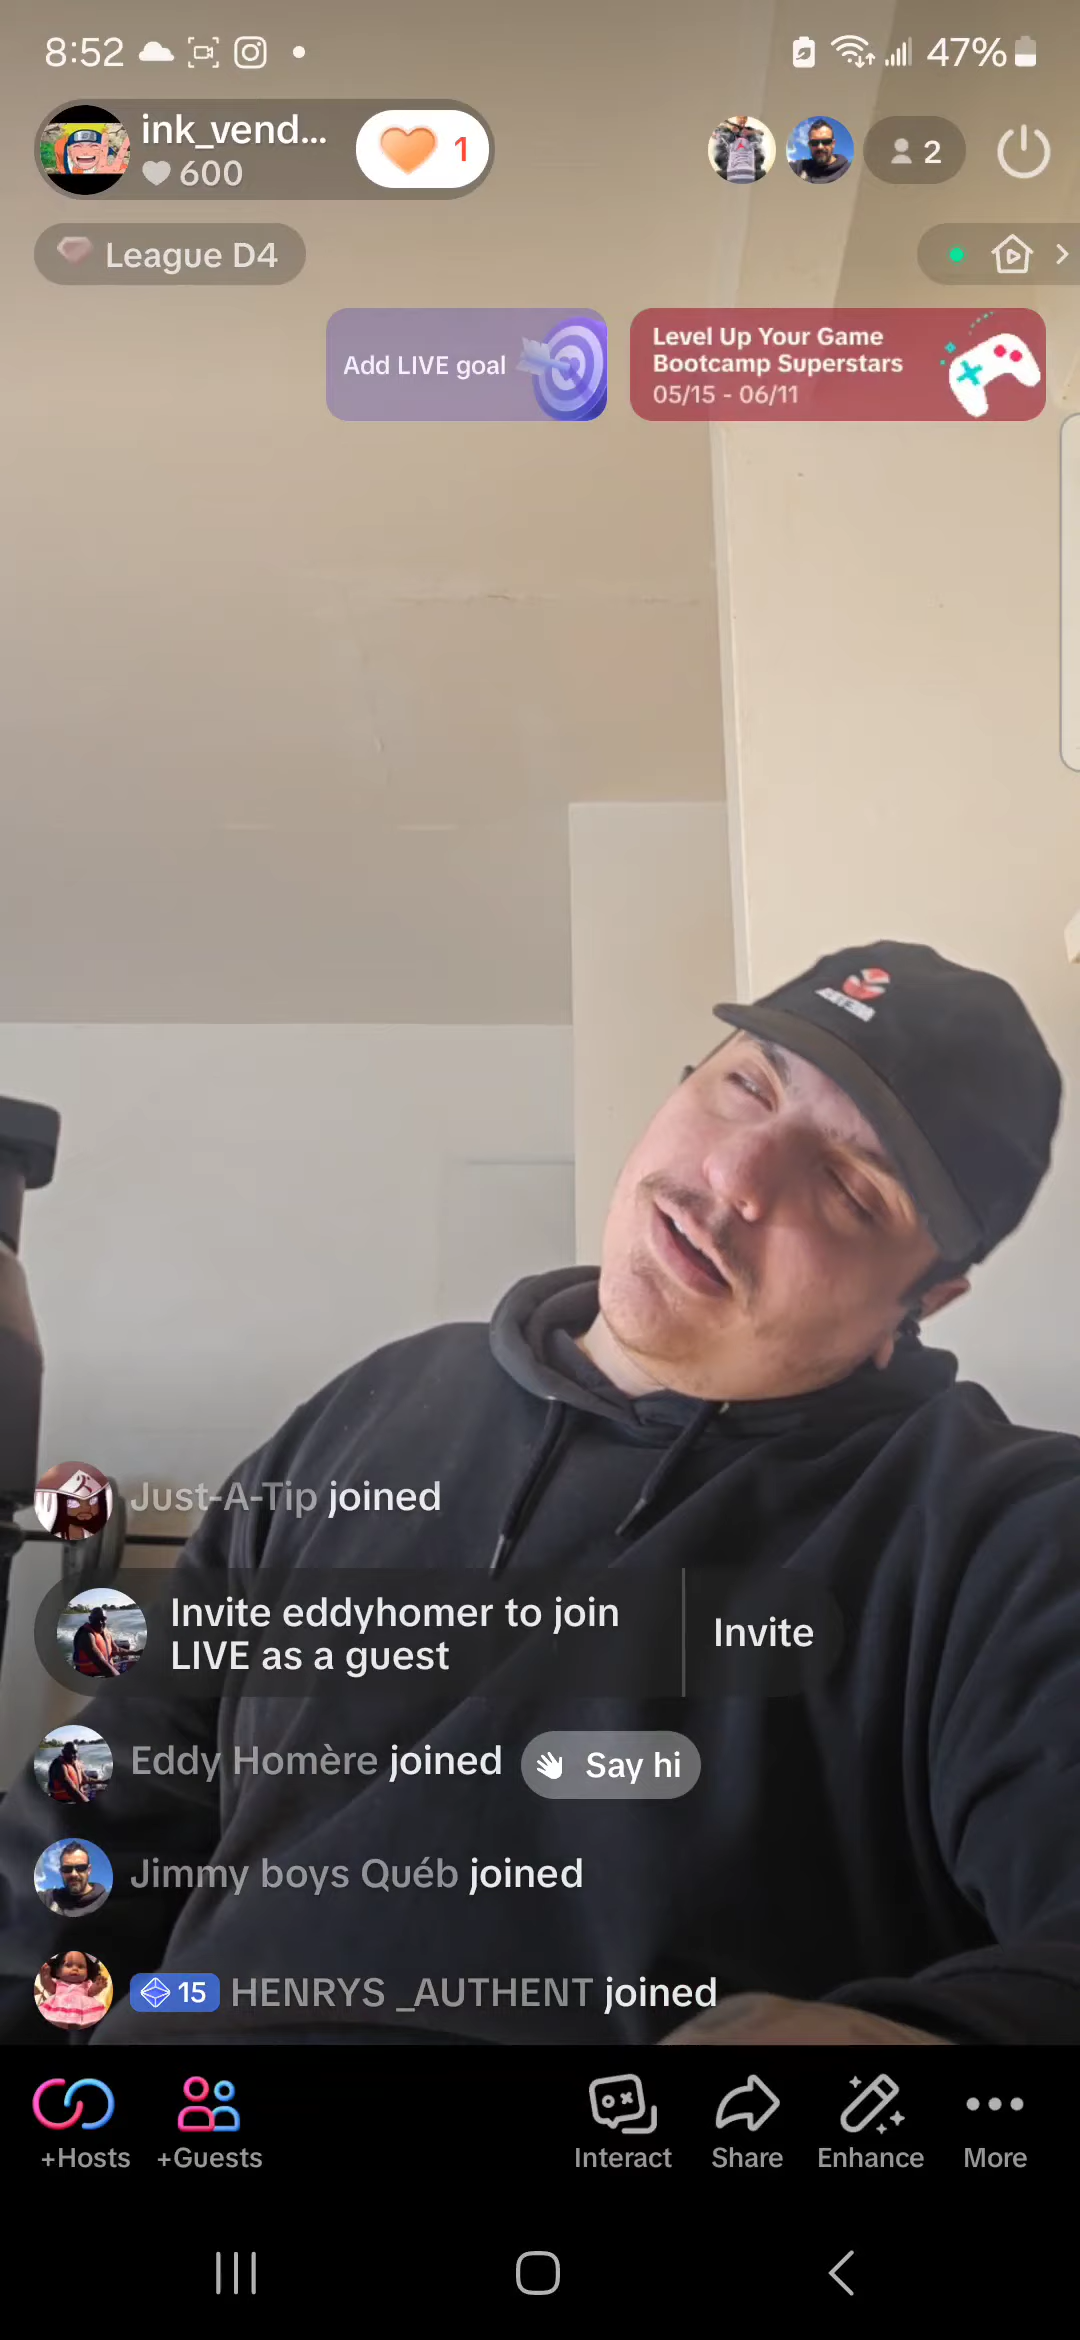 8:52
47%
ink_vend...
600
1
2
League D4
Add LIVE goal
Level Up Your Game
Bootcamp Superstars
05/15 - 06/11
Just-A-Tip joined
Invite eddyhomer to join
LIVE as a guest
Invite
Eddy Homère joined
Say hi
Jimmy boys Québ joined
15 HENRYS _AUTHENT joined
+Hosts
+Guests
Interact
Share
Enhance
More